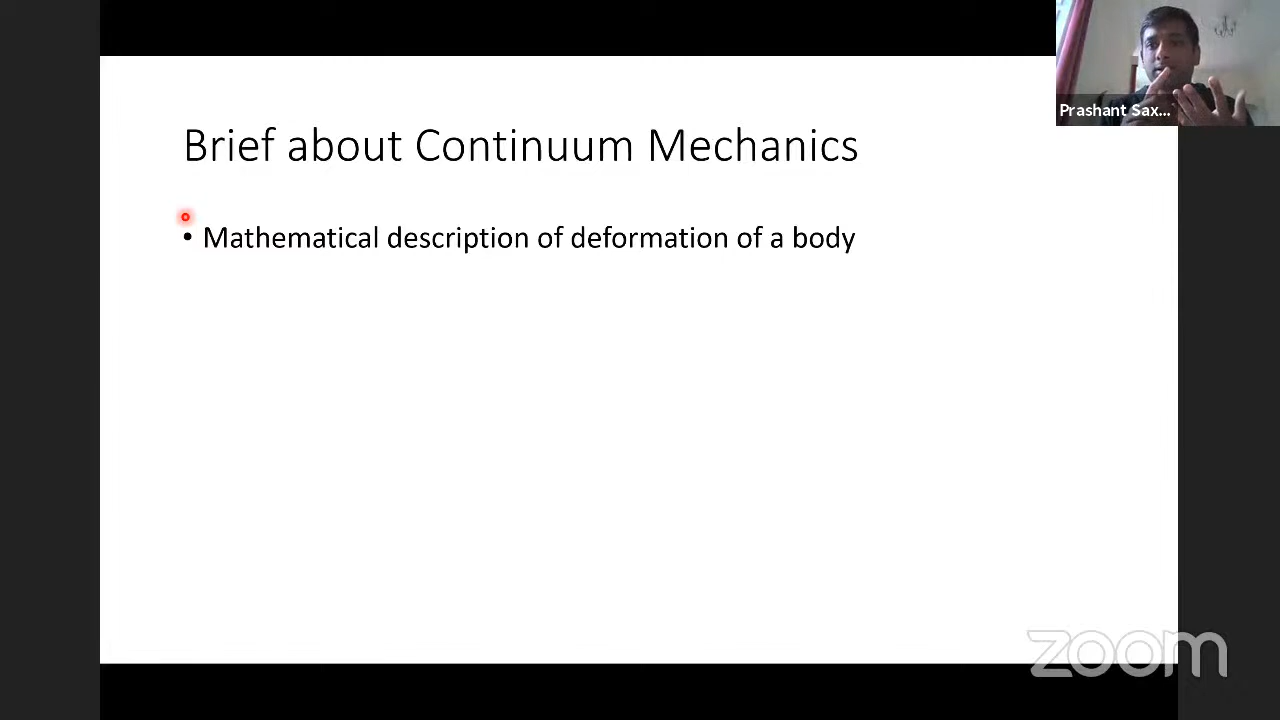 Prashant Sax...
Brief about Continuum Mechanics
• Mathematical description of deformation of a body
zoom